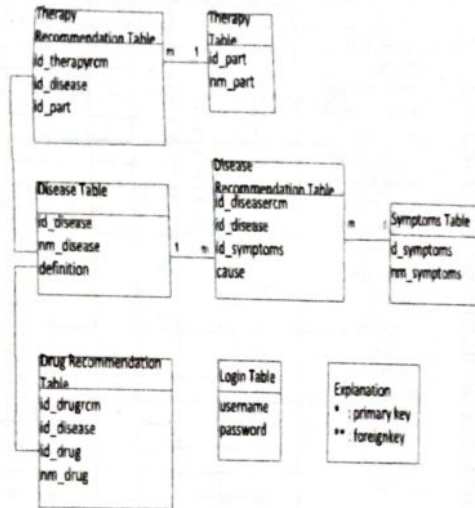 Therapy
Recommendation Table
id_therapyrcm
id_disease
id_part
m
1
Therapy
Table
id_part
nm_part
Disease Table
id_disease
nm_disease
definition
1
m
Disease
Recommendation Table
id_diseasercm
id_disease
id_symptoms
cause
m
Symptoms Table
id_symptoms
nm_symptoms
Drug Recommendation
Table
id_drugrcm
id_disease
id_drug
nm_drug
Login Table
username
password
Explanation
* : primary key
** : foreignkey